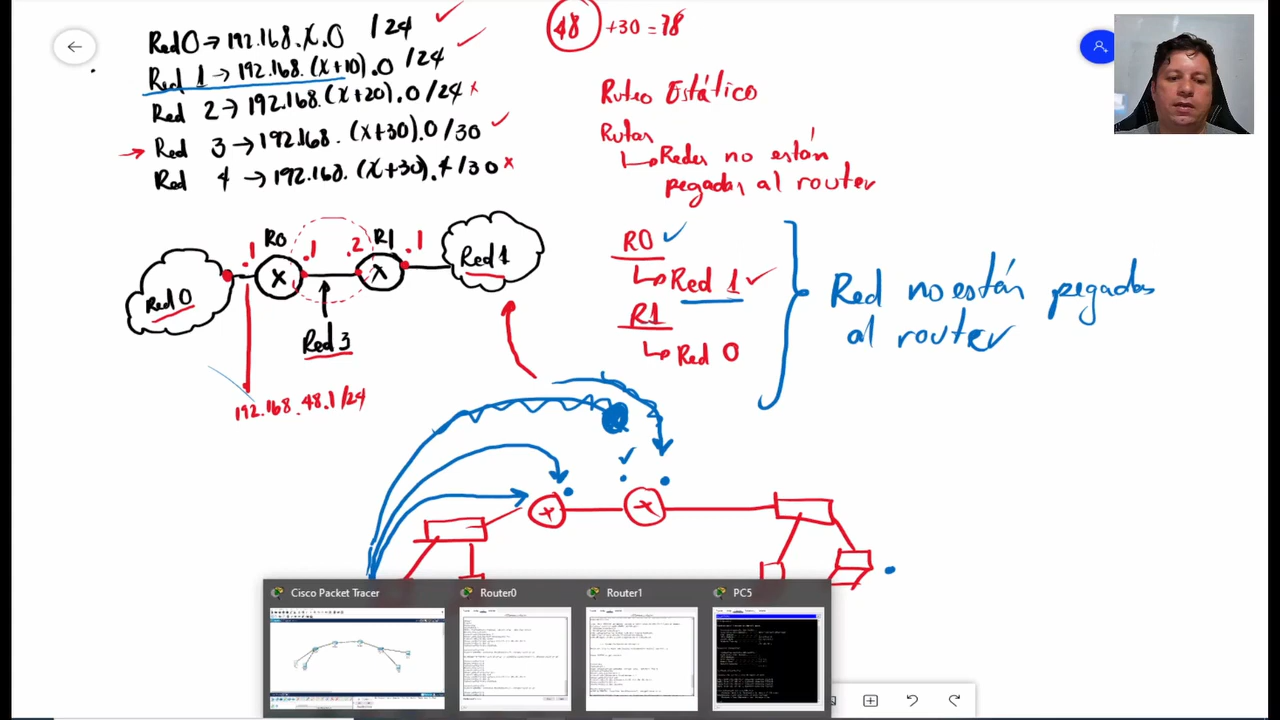 Red 0 → 192.168.X.0 /24
Red 1 → 192.168.(X+10).0 /24
Red 2 → 192.168.(X+20).0/24 x
Red 3 → 192.168.(X+30).0/30
Red 4 → 192.168.(X+30).4/30 x
48 +30 = 78
Ruteo Estático
Rutas
Redes no están
pegadas al router
R0
Red 1
R1
Red 0
Red no están pegadas
al router
R0
R1
.1
.1
.2
.1
X
X
Red 0
Red 1
Red 3
192.168.48.1/24
x
x
Cisco Packet Tracer
Router0
Router1
PC5